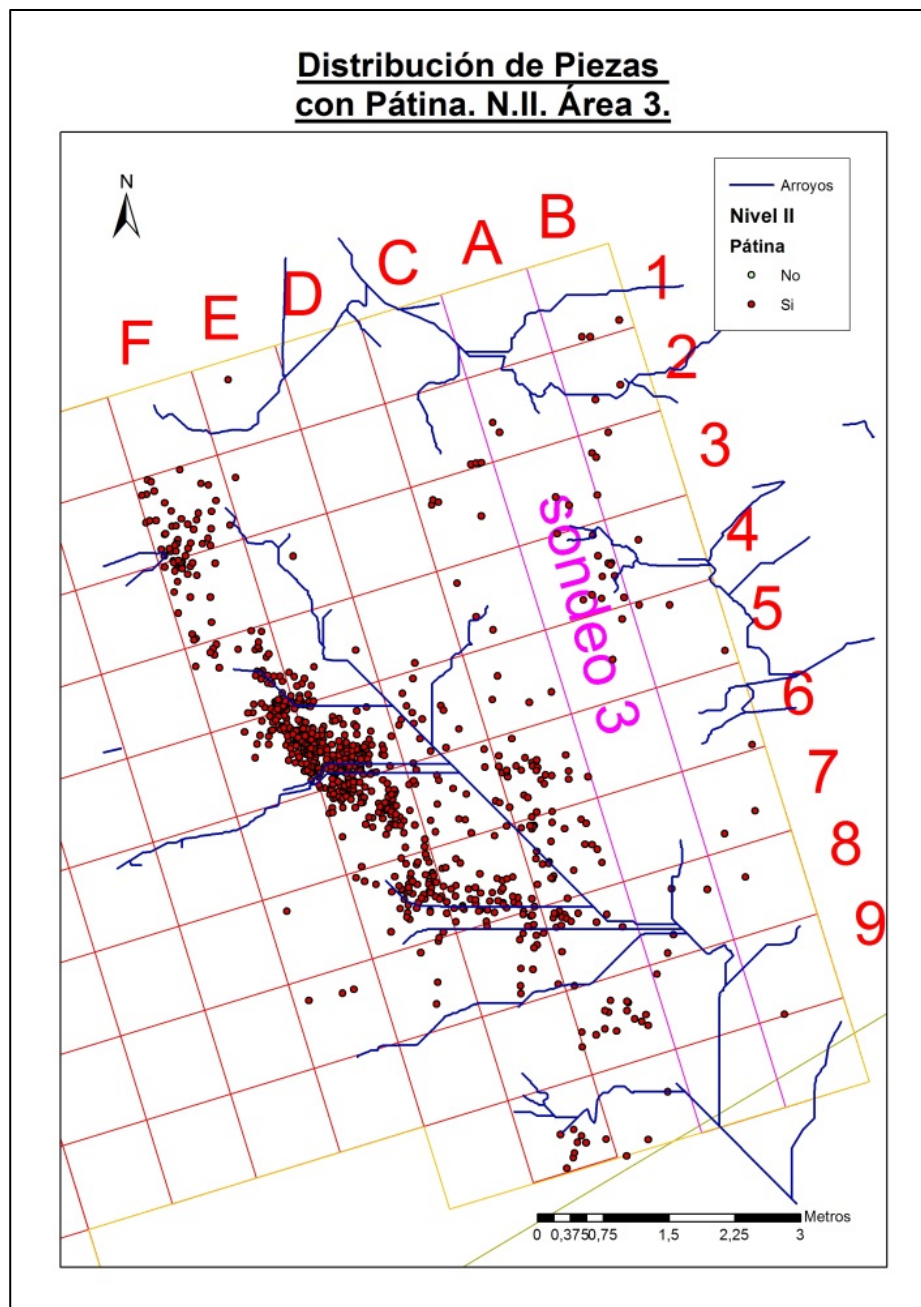 Distribución de Piezas
con Pátina. N.II. Área 3.
N
Arroyos
Nivel II
Pátina
No
Si
F E D C A B
1
2
3
4
5
6
7
8
9
sondeo 3
Metros
0 0,375 0,75 1,5 2,25 3